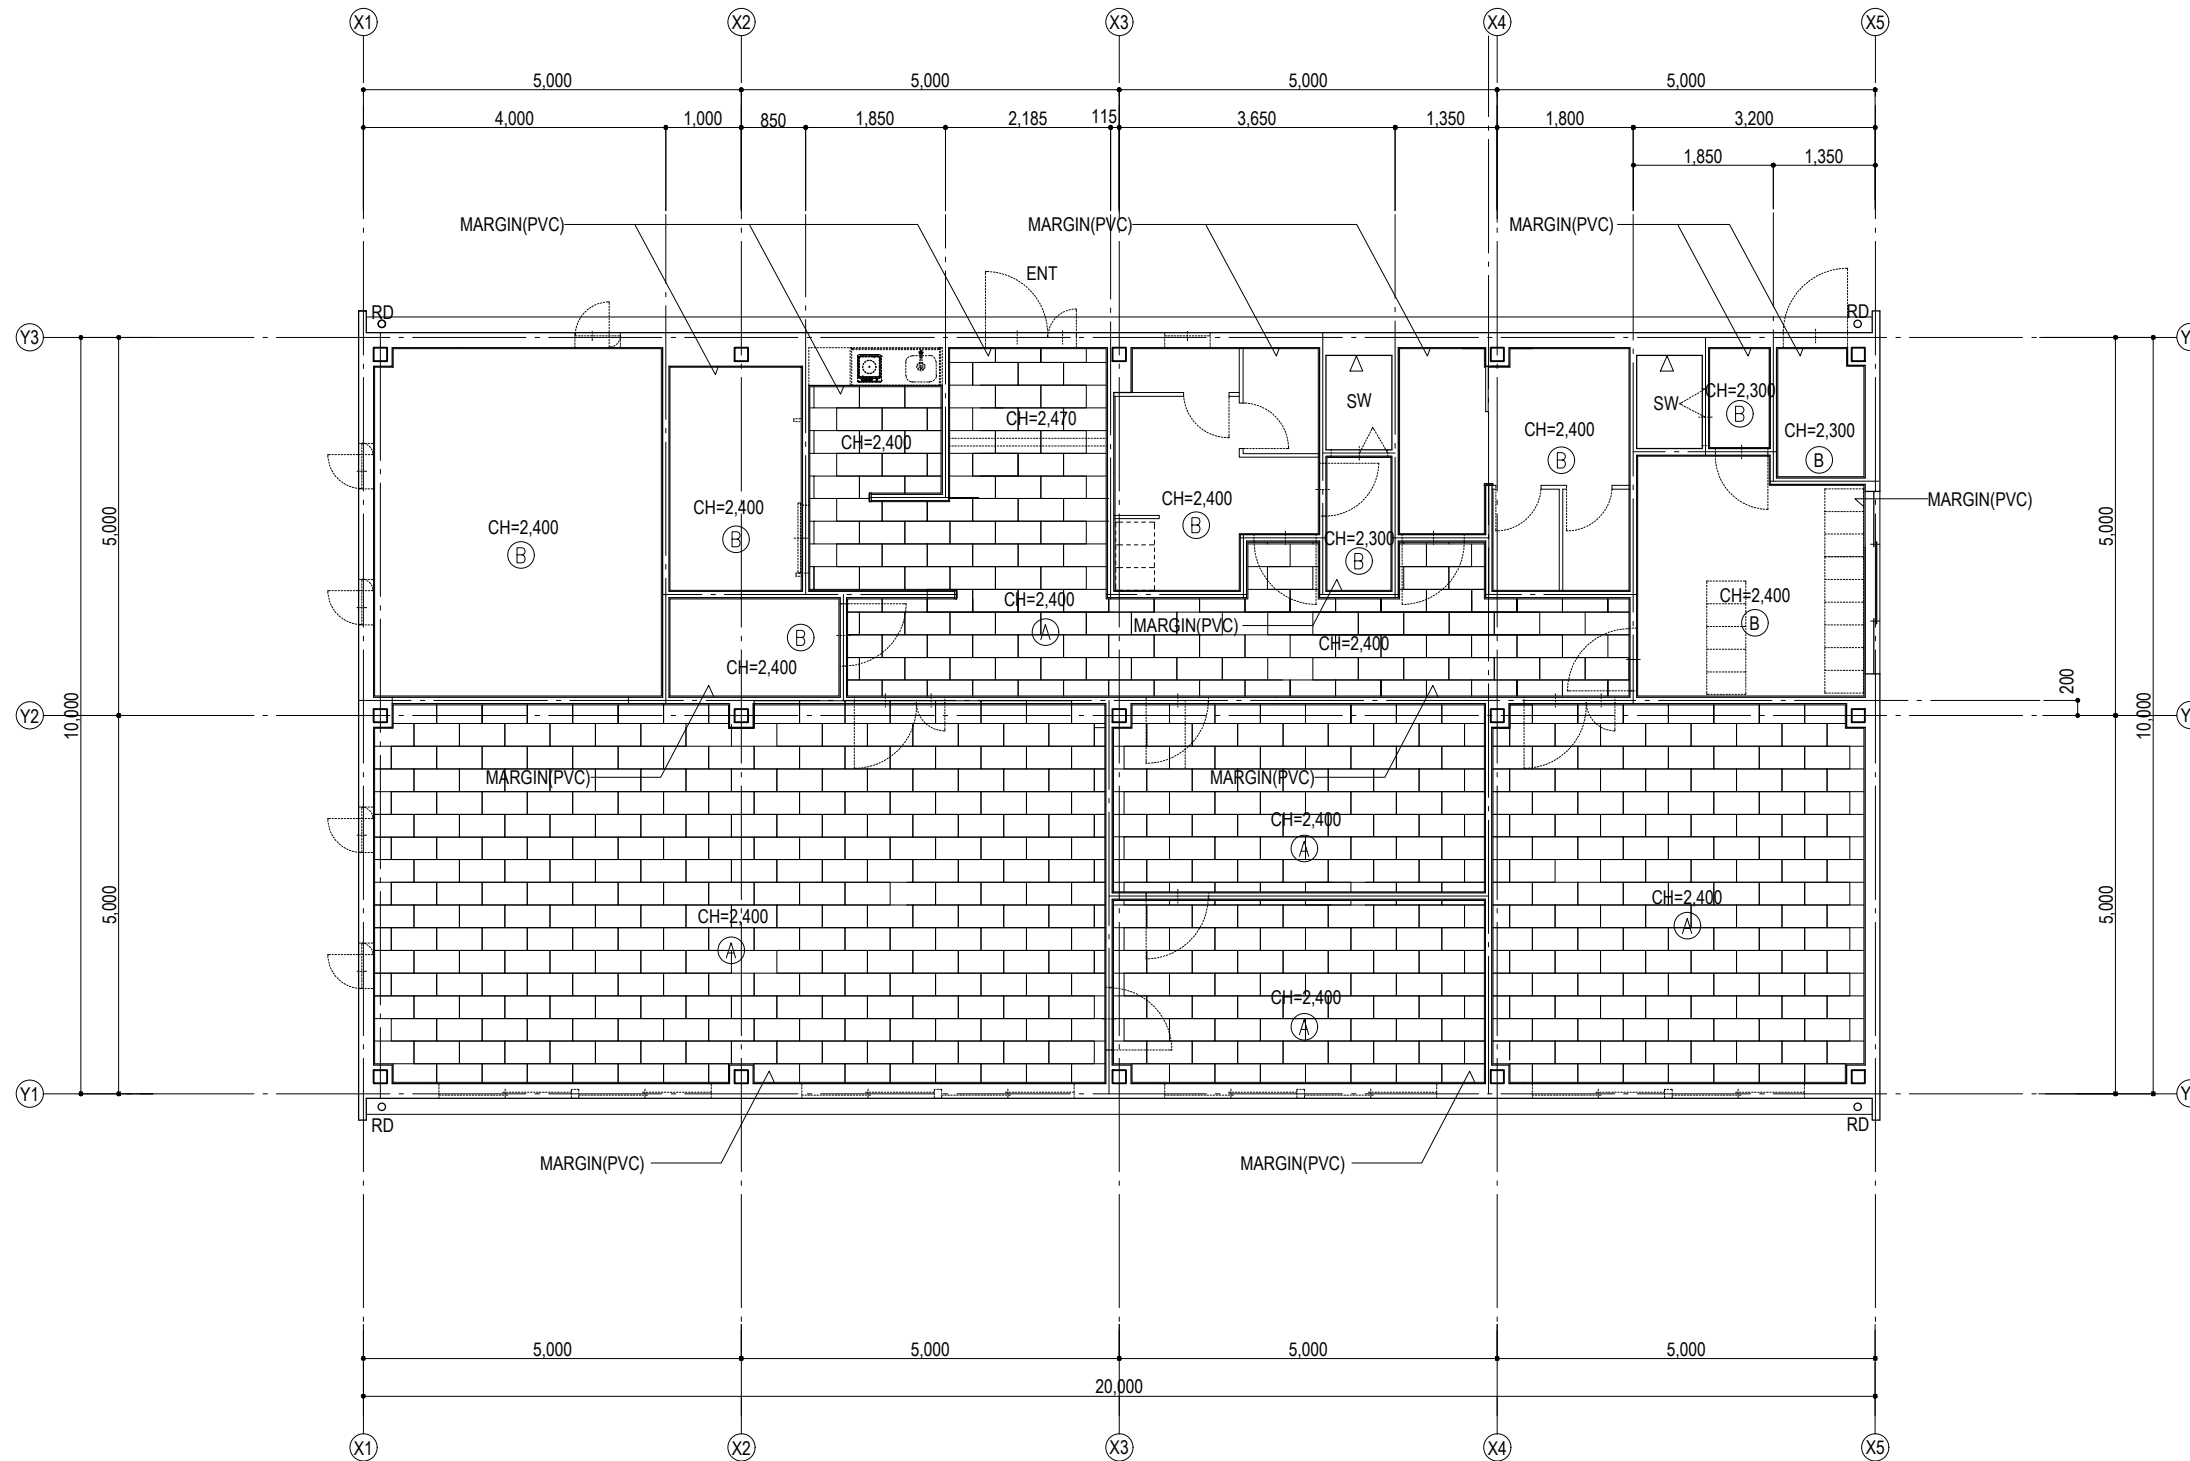 X1 X2 X3 X4 X5
5,000 5,000 5,000 5,000
4,000 1,000 850 1,850 2,185 115 3,650 1,350 1,800 3,200
1,850 1,350
MARGIN(PVC) MARGIN(PVC) MARGIN(PVC)
ENT
RD RD
Y3
CH=2,300
B
SW SW
CH=2,470
CH=2,400
CH=2,400
B
CH=2,300
B
CH=2,400
B
MARGIN(PVC)
CH=2,400
B
CH=2,400
B
5,000 5,000
CH=2,300
B
CH=2,400
A
CH=2,400
B
MARGIN(PVC)
B
CH=2,400
CH=2,400
200
10,000 10,000
Y2
MARGIN(PVC) MARGIN(PVC)
CH=2,400
A
5,000 5,000
CH=2,400
A
CH=2,400
A
CH=2,400
A
Y1
RD RD
MARGIN(PVC) MARGIN(PVC)
5,000 5,000 5,000 5,000
20,000
X1 X2 X3 X4 X5